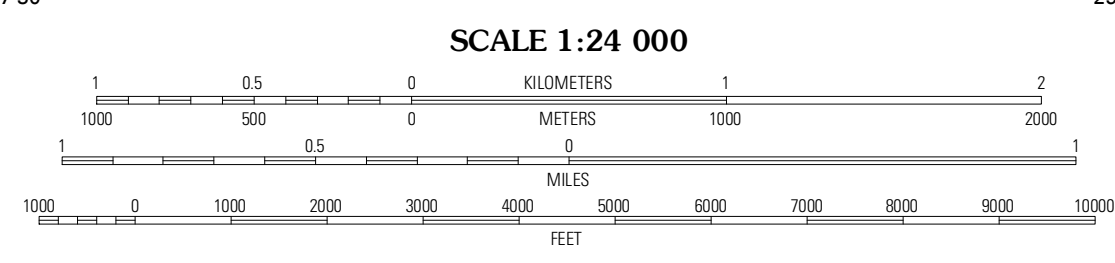 SCALE 1:24 000
1 0.5 0 KILOMETERS 1 2
1000 500 0 METERS 1000 2000
1 0.5 0 1
MILES
1000 0 1000 2000 3000 4000 5000 6000 7000 8000 9000 10000
FEET